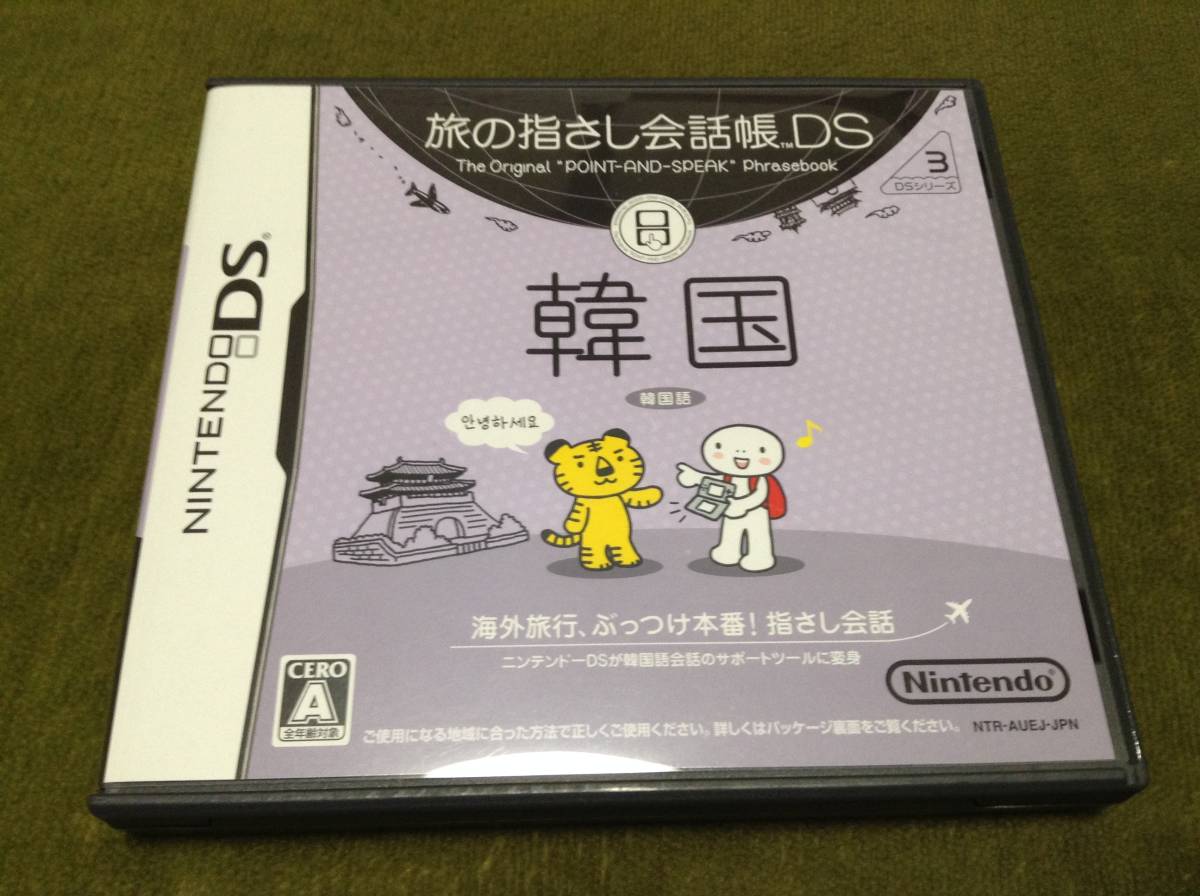 旅の指さし会話帳™DS
The Original "POINT-AND-SPEAK" Phrasebook
3
DSシリーズ
NINTENDO DS®
韓国
韓国語
안녕하세요
海外旅行、ぶっつけ本番！指さし会話
ニンテンドーDSが韓国語会話のサポートツールに変身
CERO
A
全年齢対象
Nintendo®
ご使用になる地域に合った方法で正しくご使用ください。詳しくはパッケージ裏面をご覧ください。
NTR-AUEJ-JPN